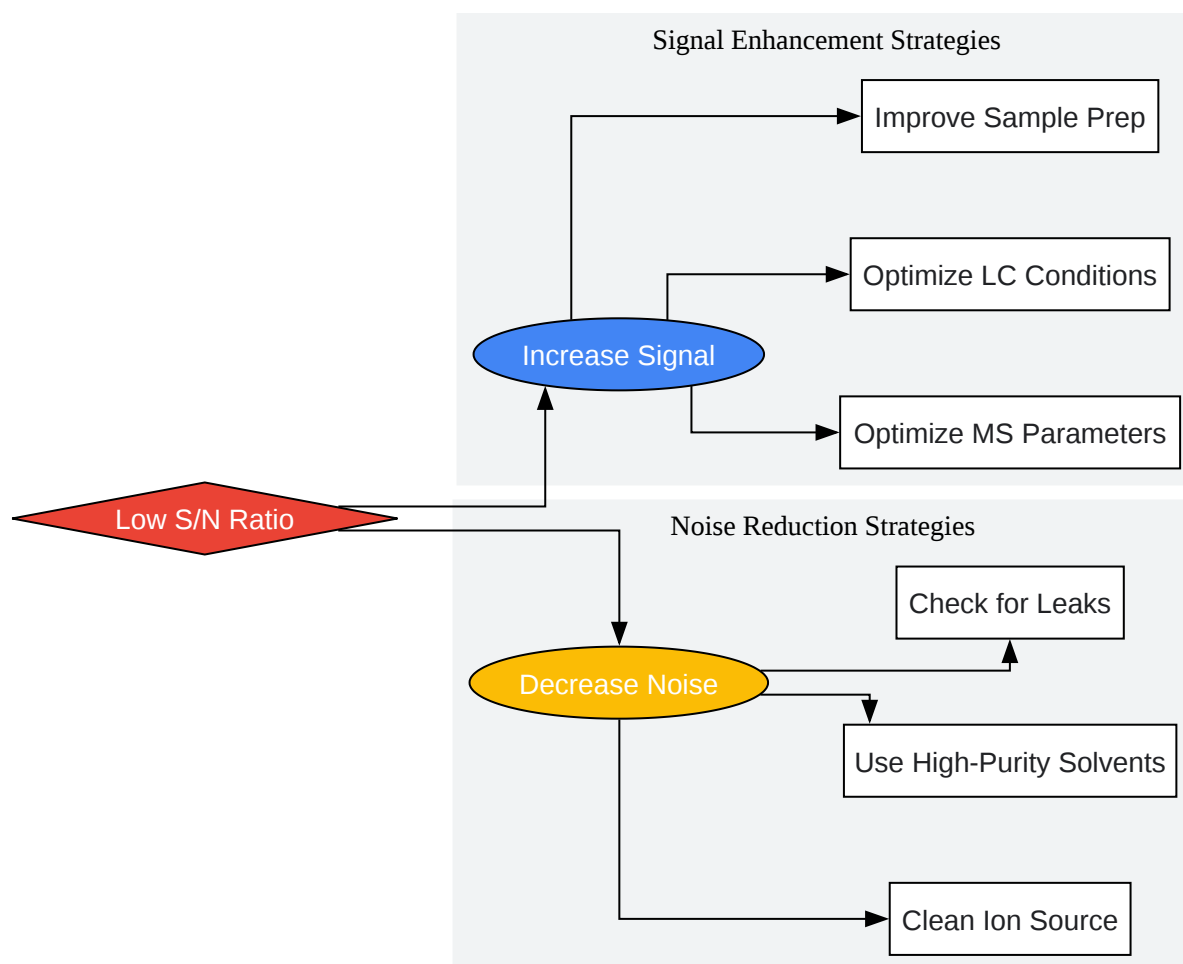 Signal Enhancement Strategies
Improve Sample Prep
Optimize LC Conditions
Increase Signal
Optimize MS Parameters
Low S/N Ratio
Noise Reduction Strategies
Check for Leaks
Decrease Noise
Use High-Purity Solvents
Clean Ion Source